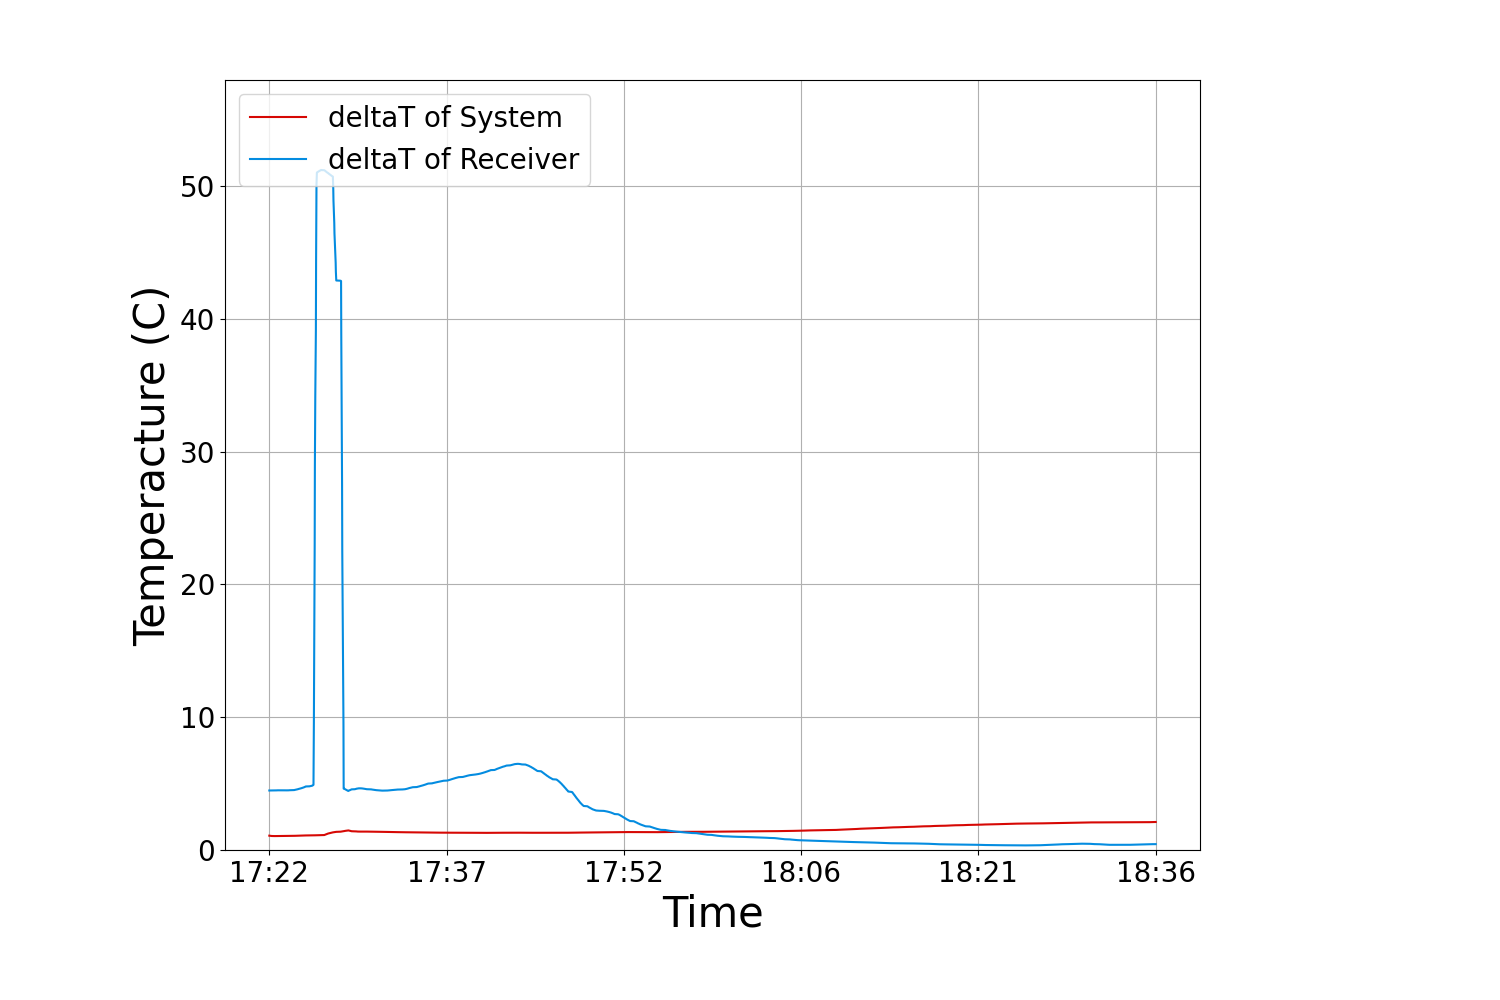 deltaT of System
deltaT of Receiver
50
40
30
20
10
0
Temperacture (C)
17:22 17:37 17:52 18:06 18:21 18:36
Time